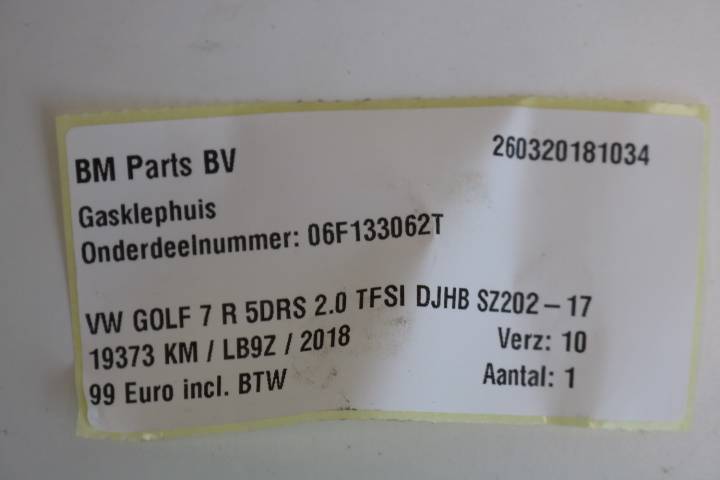 BM Parts BV 260320181034
Gasklephuis
Onderdeelnummer: 06F133062T
VW GOLF 7 R 5DRS 2.0 TFSI DJHB SZ202-17
19373 KM / LB9Z / 2018 Verz: 10
99 Euro incl. BTW Aantal: 1